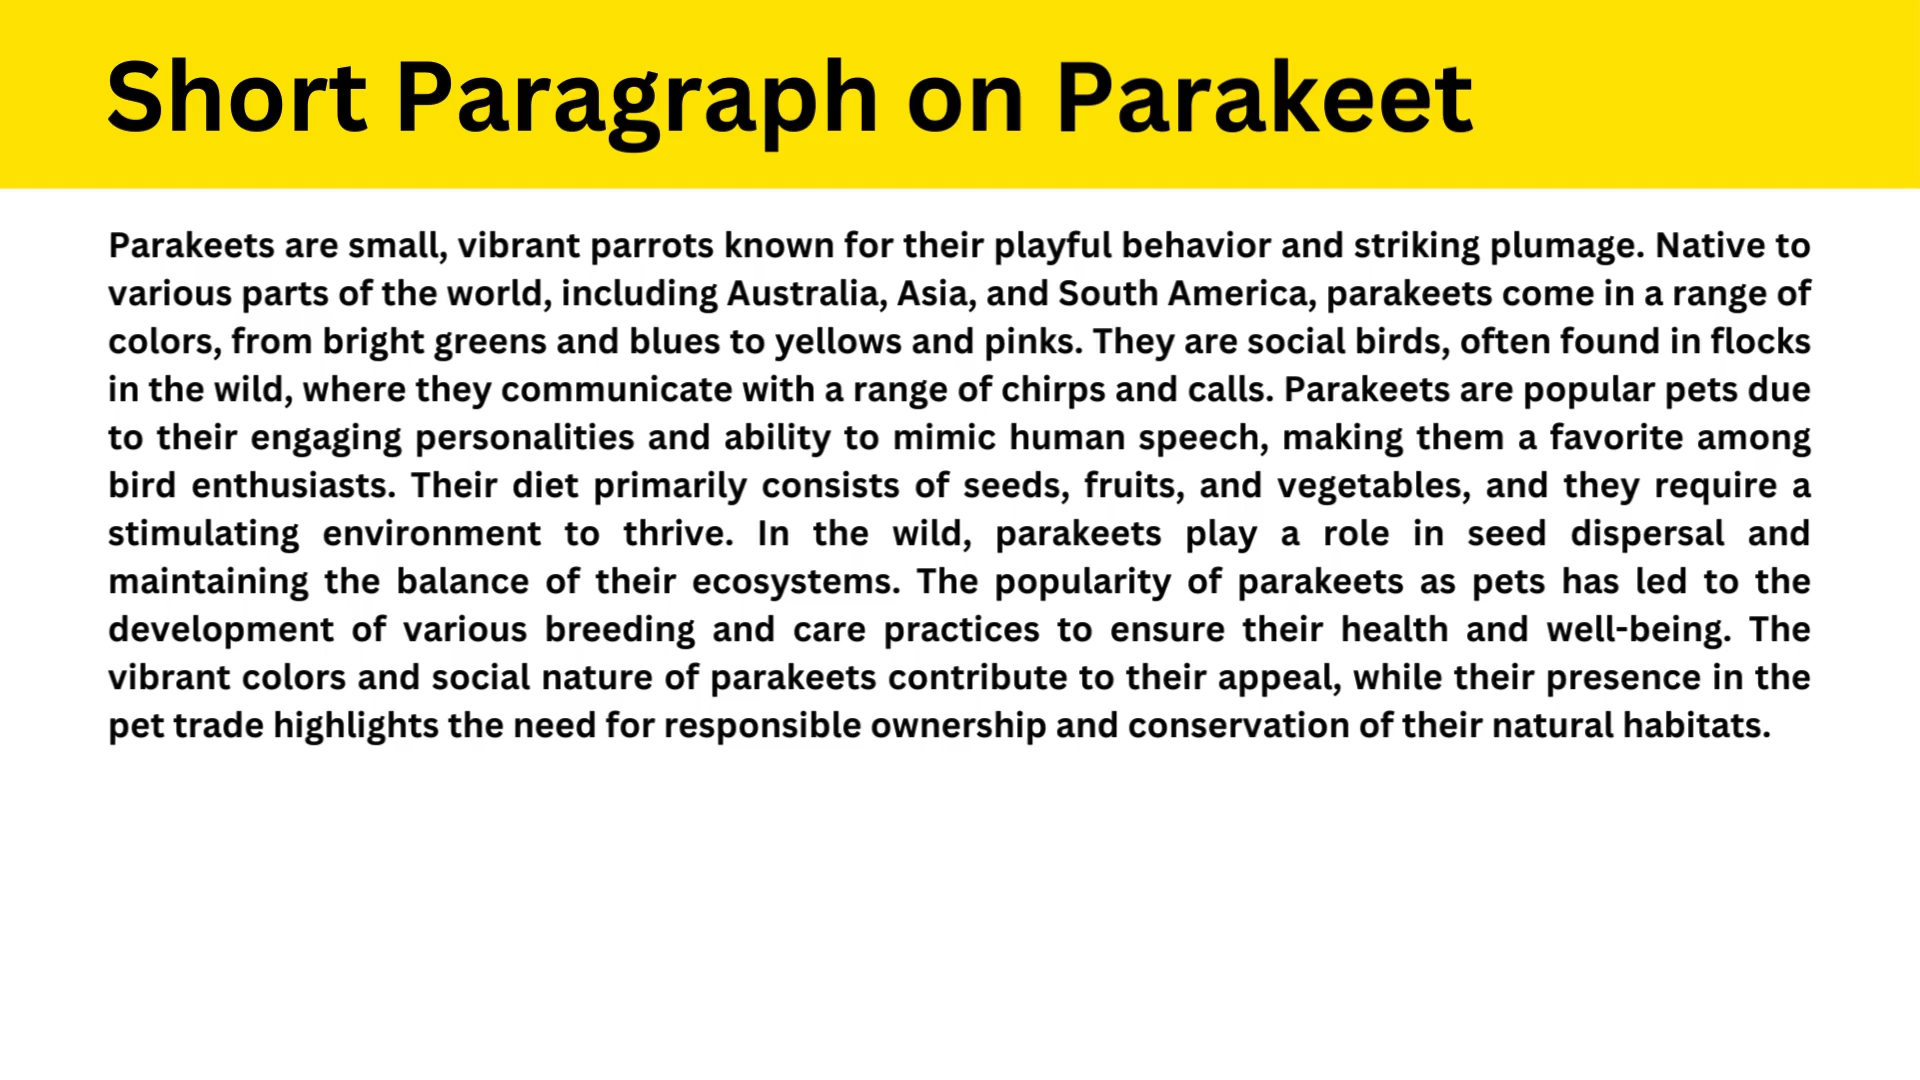 Short Paragraph on Parakeet
Parakeets are small, vibrant parrots known for their playful behavior and striking plumage. Native to
various parts of the world, including Australia, Asia, and South America, parakeets come in a range of
colors, from bright greens and blues to yellows and pinks. They are social birds, often found in flocks
in the wild, where they communicate with a range of chirps and calls. Parakeets are popular pets due
to their engaging personalities and ability to mimic human speech, making them a favorite among
bird enthusiasts. Their diet primarily consists of seeds, fruits, and vegetables, and they require a
stimulating environment to thrive. In the wild, parakeets play a role in seed dispersal and
maintaining the balance of their ecosystems. The popularity of parakeets as pets has led to the
development of various breeding and care practices to ensure their health and well-being. The
vibrant colors and social nature of parakeets contribute to their appeal, while their presence in the
pet trade highlights the need for responsible ownership and conservation of their natural habitats.